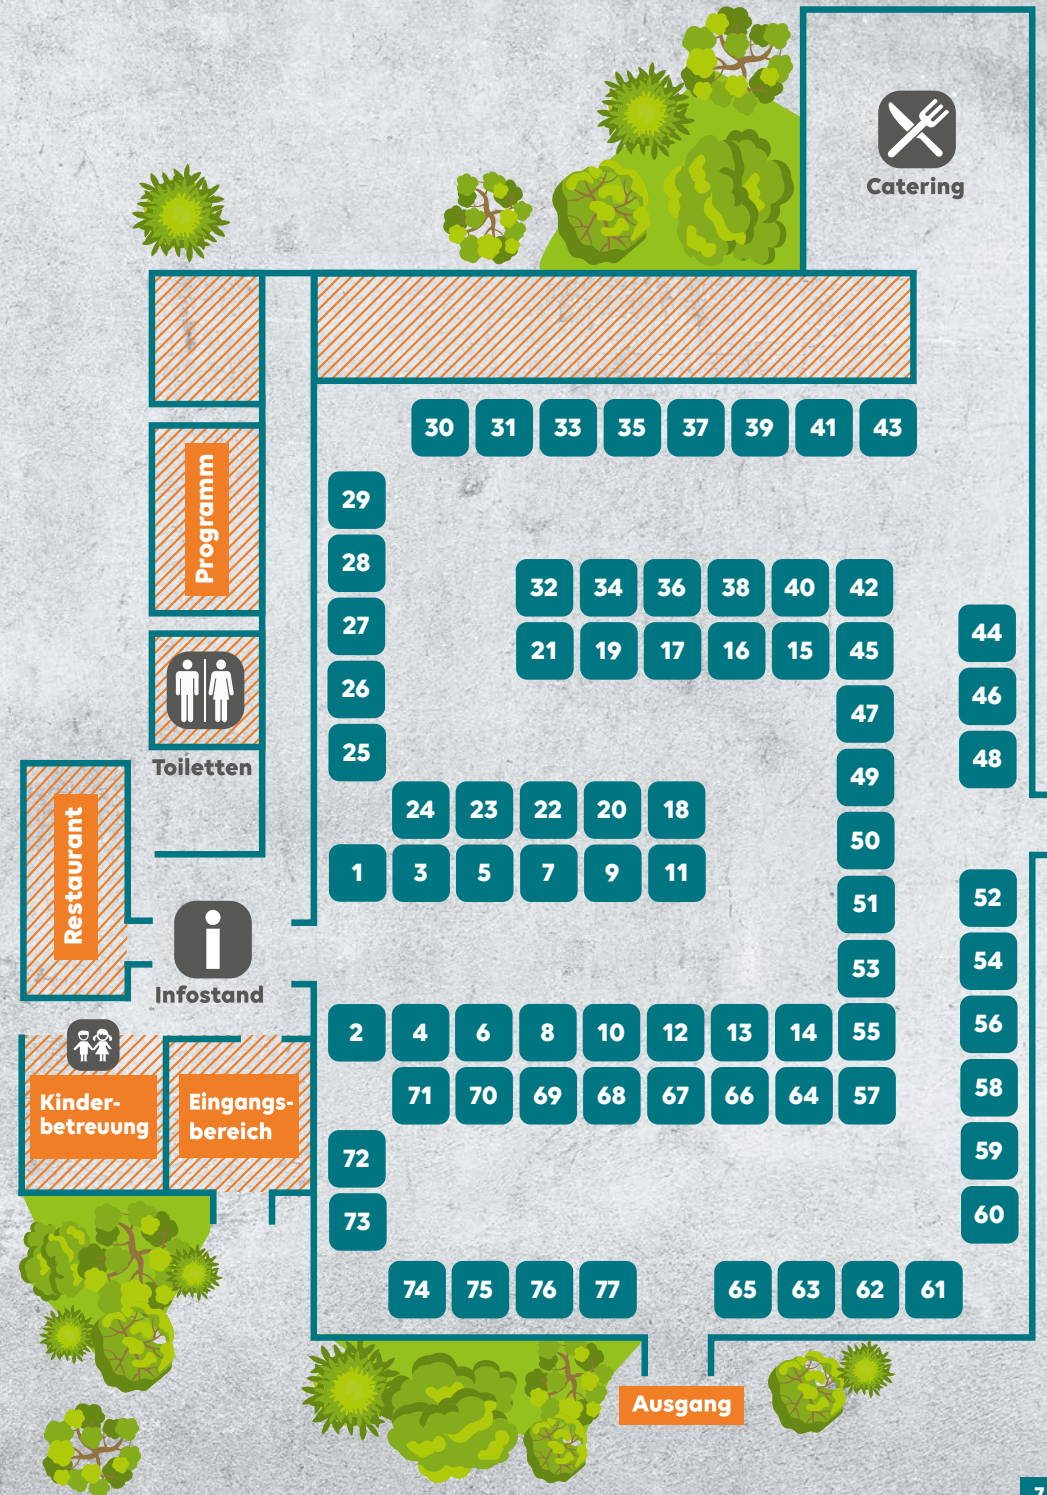 Catering
30 31 33 35 37 39 41 43
29
Programm
28
32 34 36 38 40 42
27
44
21 19 17 16 15 45
26
46
47
25
48
Toiletten
49
24 23 22 20 18
50
Restaurant
1 3 5 7 9 11
52
51
54
53
Infostand
2 4 6 8 10 12 13 14 55
56
71 70 69 68 67 66 64 57
58
Kinder-
betreuung
Eingangs-
bereich
72
59
73
60
74 75 76 77 65 63 62 61
Ausgang
7